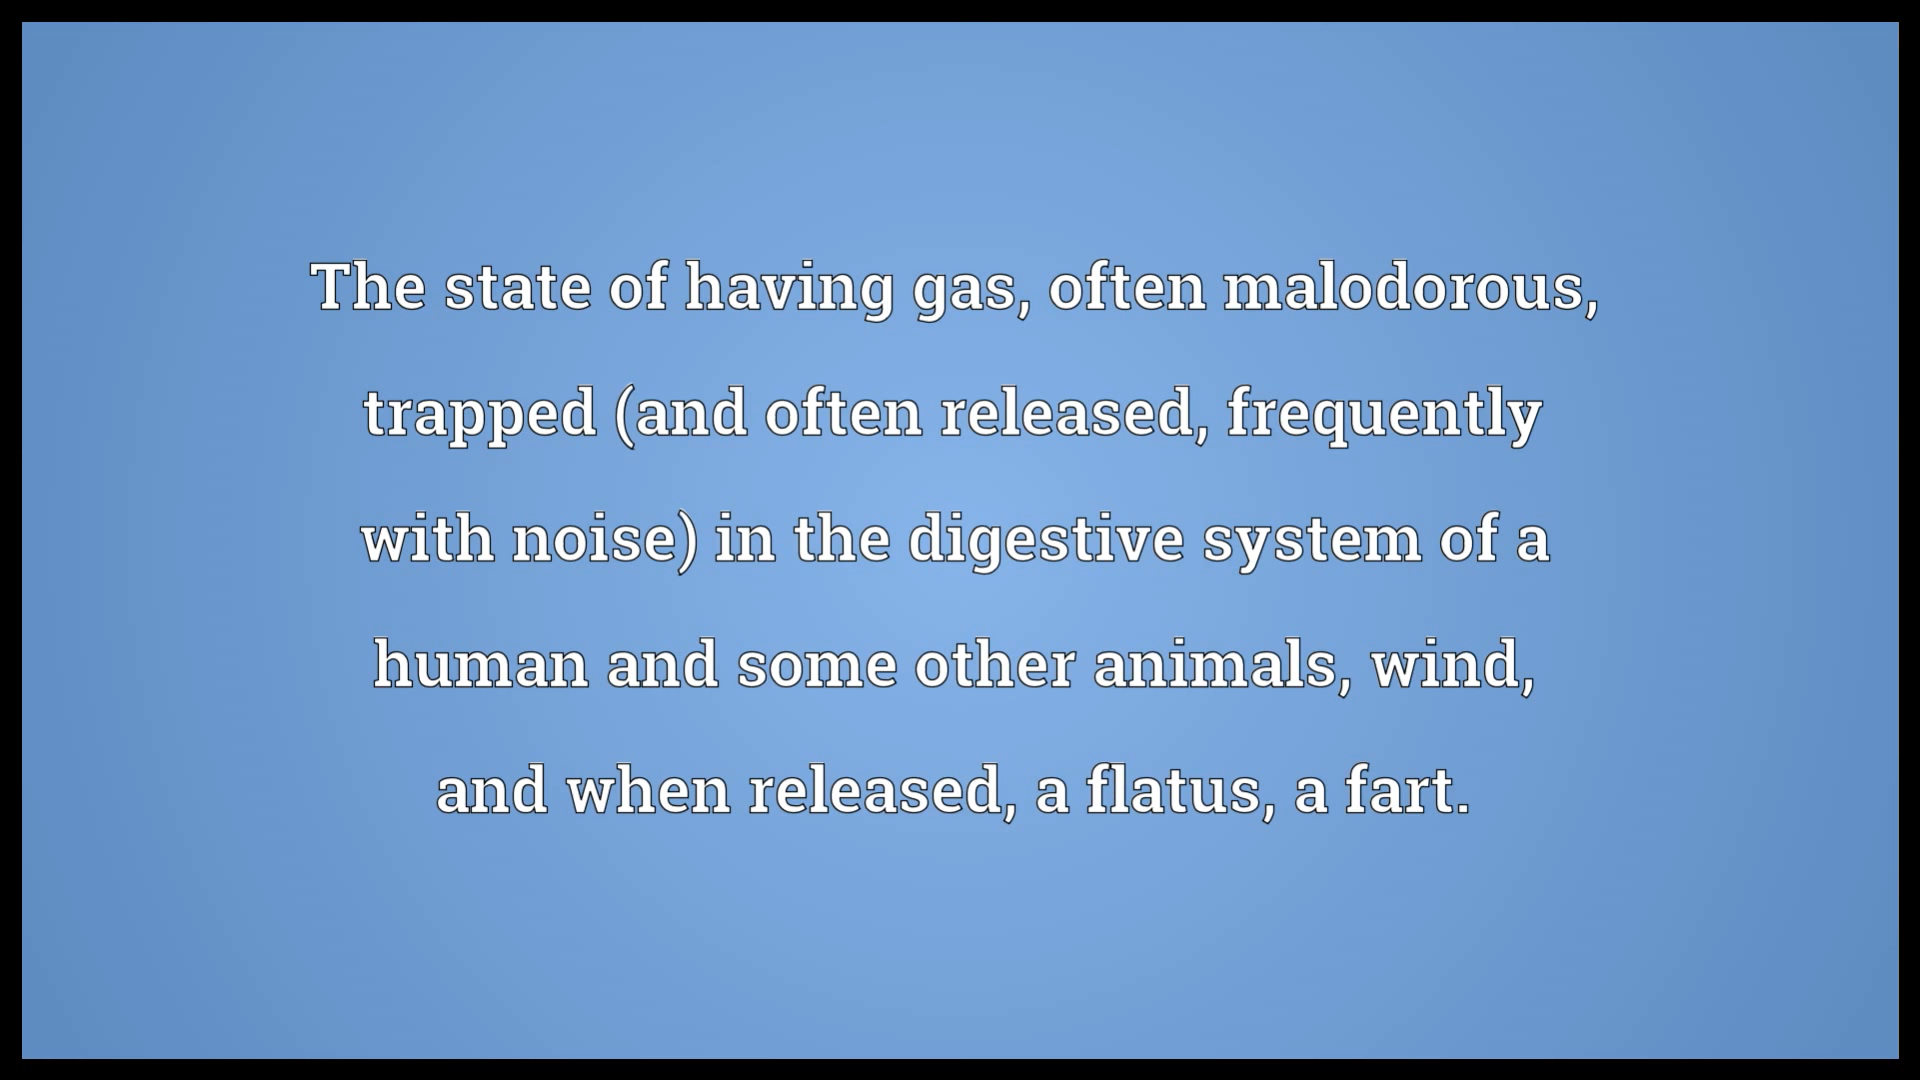 The state of having gas, often malodorous,
trapped (and often released, frequently
with noise) in the digestive system of a
human and some other animals, wind,
and when released, a flatus, a fart.